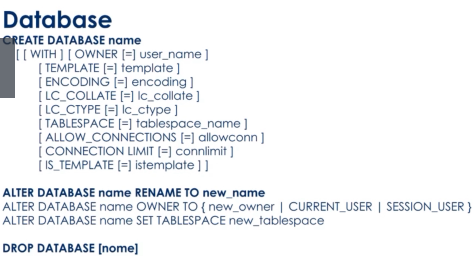 Database
CREATE DATABASE name
[ [ WITH ] [ OWNER [=] user_name ]
[ TEMPLATE [=] template ]
[ ENCODING [=] encoding ]
[ LC_COLLATE [=] lc_collate ]
[ LC_CTYPE [=] lc_ctype ]
[ TABLESPACE [=] tablespace_name ]
[ ALLOW_CONNECTIONS [=] allowconn ]
[ CONNECTION LIMIT [=] connlimit ]
[ IS_TEMPLATE [=] istemplate ] ]
ALTER DATABASE name RENAME TO new_name
ALTER DATABASE name OWNER TO { new_owner | CURRENT_USER | SESSION_USER }
ALTER DATABASE name SET TABLESPACE new_tablespace
DROP DATABASE [nome]